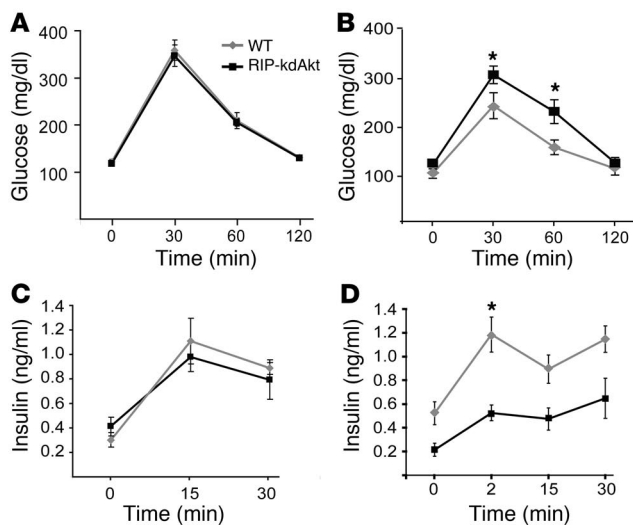 A
400
300
200
100
Glucose (mg/dl)
WT
RIP-kdAkt
0 30 60 120
Time (min)
B
400
300
200
100
Glucose (mg/dl)
* *
0 30 60 120
Time (min)
C
1.4
1.2
1.0
0.8
0.6
0.4
0.2
Insulin (ng/ml)
0 15 30
Time (min)
D
1.4
1.2
1.0
0.8
0.6
0.4
0.2
Insulin (ng/ml)
*
0 2 15 30
Time (min)